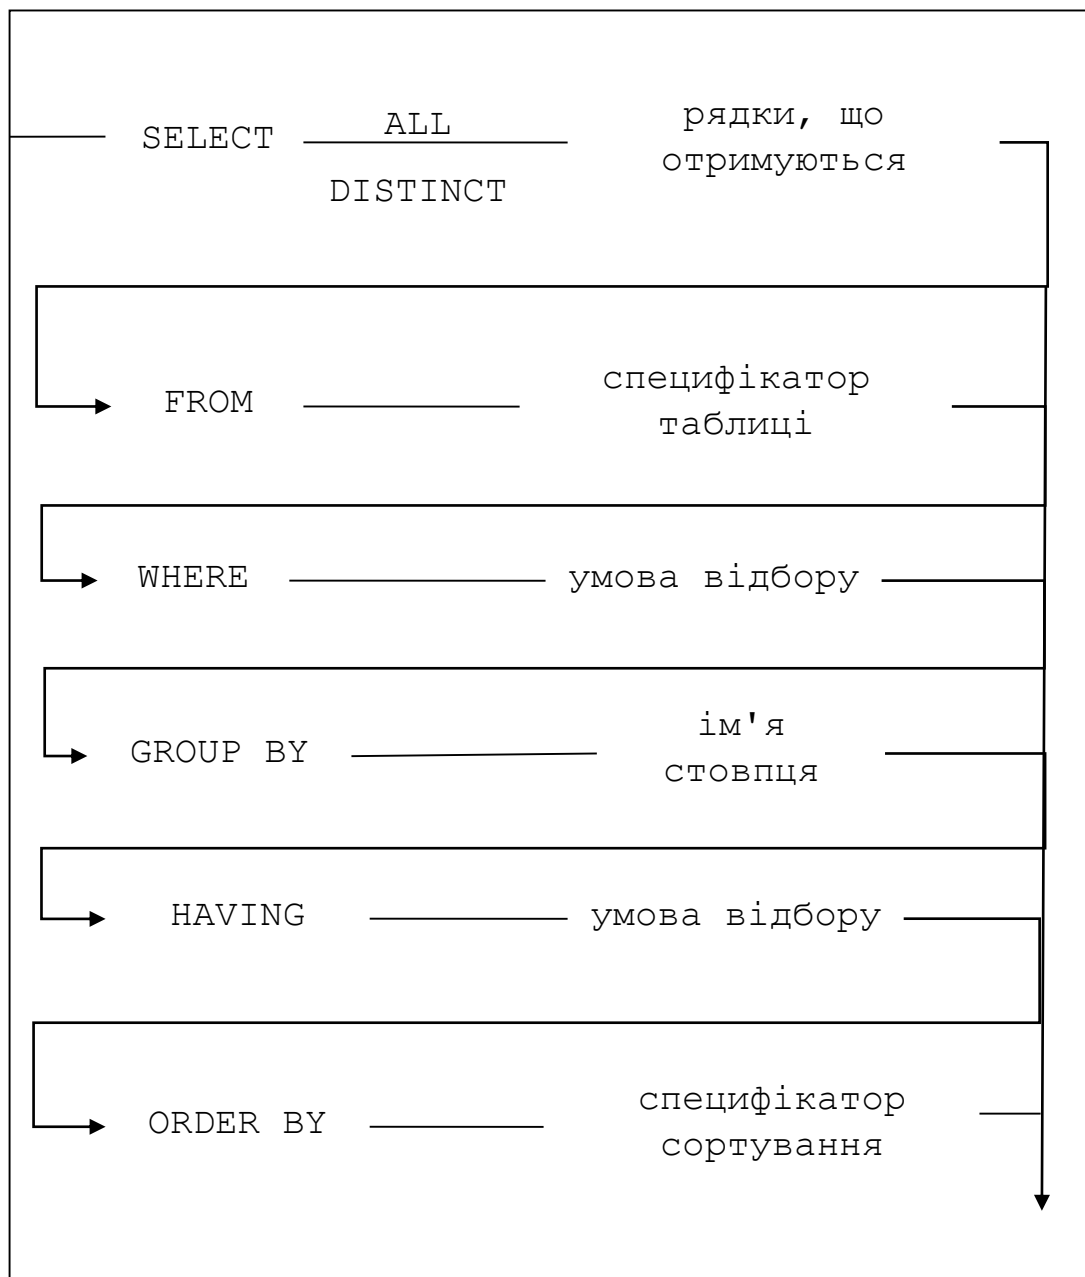 SELECT
ALL
DISTINCT
рядки, що
отримуються
FROM
специфікатор
таблиці
WHERE
умова відбору
GROUP BY
ім'я
стовпця
HAVING
умова відбору
ORDER BY
специфікатор
сортування